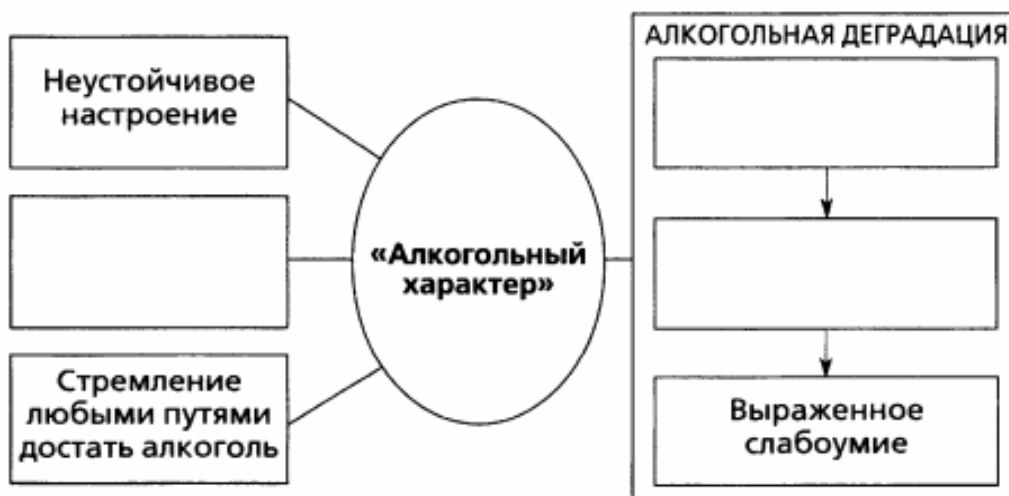 Неустойчивое
настроение
Стремление
любыми путями
достать алкоголь
«Алкогольный
характер»
АЛКОГОЛЬНАЯ ДЕГРАДАЦИЯ
Выраженное
слабоумие